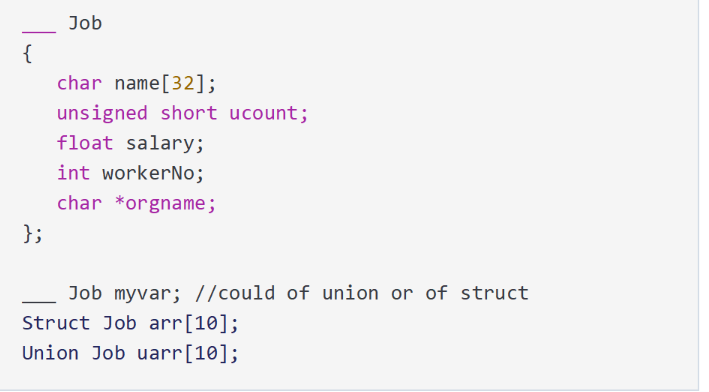 ___ Job
{
char name[32];
unsigned short ucount;
float salary;
int workerNo;
char *orgname;
};
___ Job myvar; //could of union or of struct
Struct Job arr[10];
Union Job uarr[10];